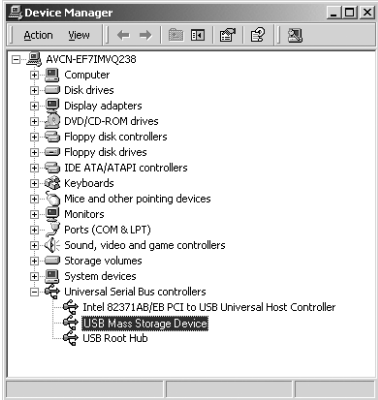 Device Manager
Action View
AVCN-EF7IMVQ238
Computer
Disk drives
Display adapters
DVD/CD-ROM drives
Floppy disk controllers
Floppy disk drives
IDE ATA/ATAPI controllers
Keyboards
Mice and other pointing devices
Monitors
Ports (COM & LPT)
Sound, video and game controllers
Storage volumes
System devices
Universal Serial Bus controllers
Intel 82371AB/EB PCI to USB Universal Host Controller
USB Mass Storage Device
USB Root Hub